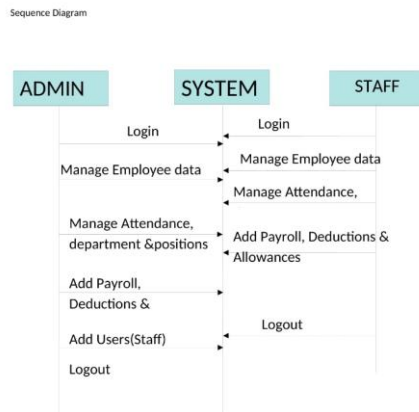 Sequence Diagram
ADMIN
SYSTEM
STAFF
Login
Login
Manage Employee data
Manage Employee data
Manage Attendance,
Manage Attendance,
department &positions
Add Payroll, Deductions &
Allowances
Add Payroll,
Deductions &
Logout
Add Users(Staff)
Logout